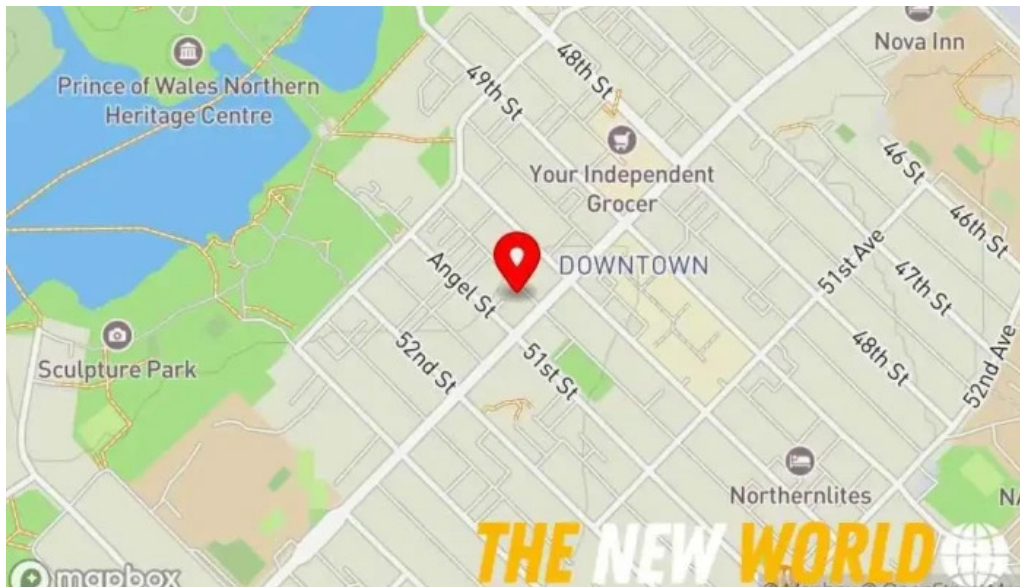 Nova Inn
48th St
Prince of Wales Northern
Heritage Centre
49th St
Your Independent
Grocer
46 St
46th St
51st Ave
DOWNTOWN
Angel St
47th St
52nd St
51st St
48th St
52nd Ave
Sculpture Park
Northernlites
THE NEW WORLD
mapbox